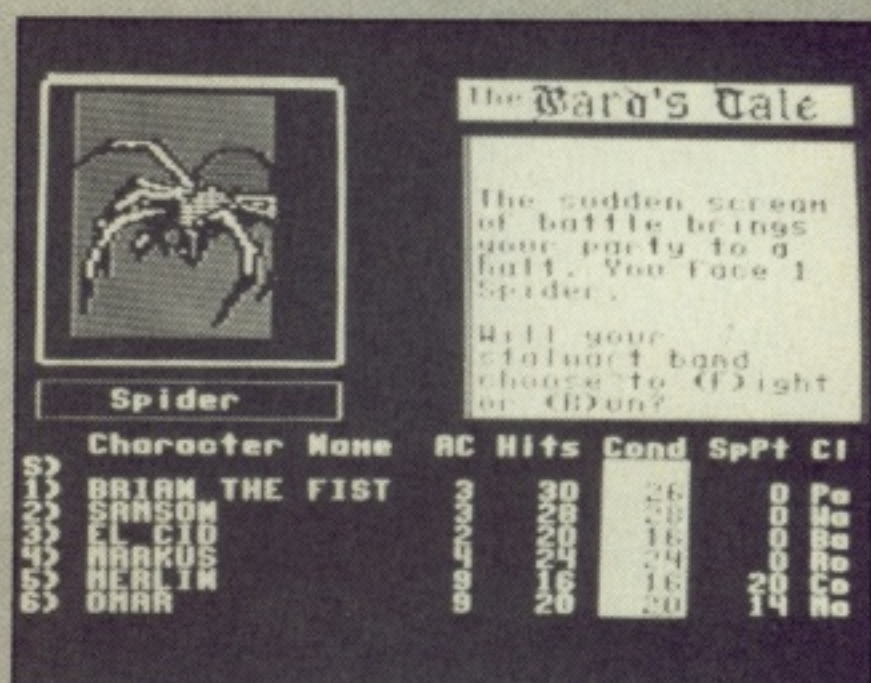 The Bard's Tale
The sudden scream
of battle brings
your party to a
halt. You face 1
Spider.
Will your
stalwart band
choose to (F)ight
or (R)un?
Spider
Character Name AC Hits Cond SpPt Cl
S)
1) BRIAN THE FIST 3 30 26 0 Pa
2) SAMSON 3 28 28 0 Wa
3) EL CID 2 20 16 0 Ba
4) MARKUS 4 24 24 0 Ro
5) MERLIN 9 16 16 20 Co
6) OMAR 9 20 20 14 Ma